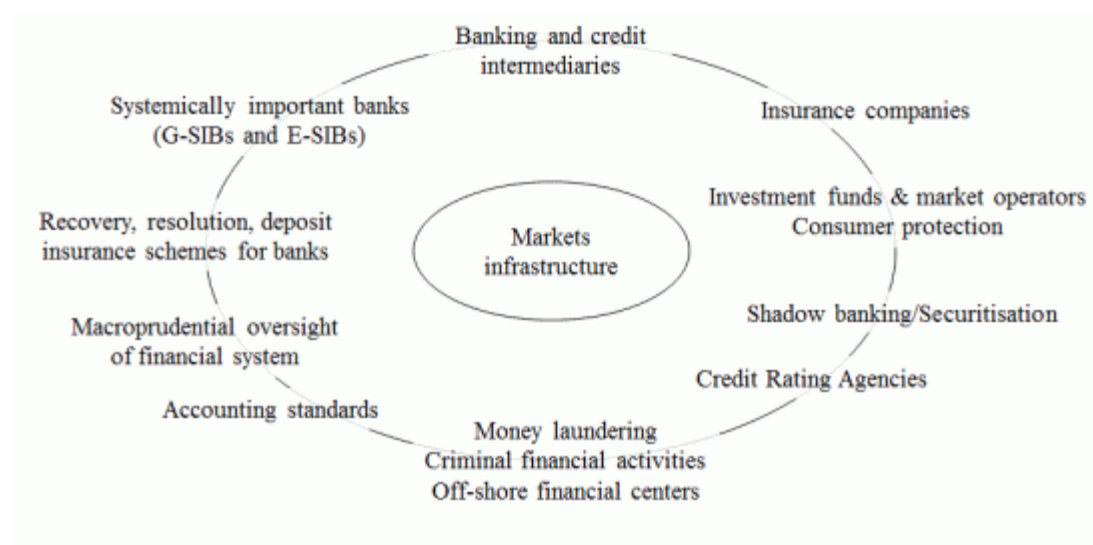 Banking and credit
intermediaries
Systemically important banks
(G-SIBs and E-SIBs)
Insurance companies
Recovery, resolution, deposit
insurance schemes for banks
Investment funds & market operators
Consumer protection
Markets
infrastructure
Macroprudential oversight
of financial system
Shadow banking/Securitisation
Credit Rating Agencies
Accounting standards
Money laundering
Criminal financial activities
Off-shore financial centers